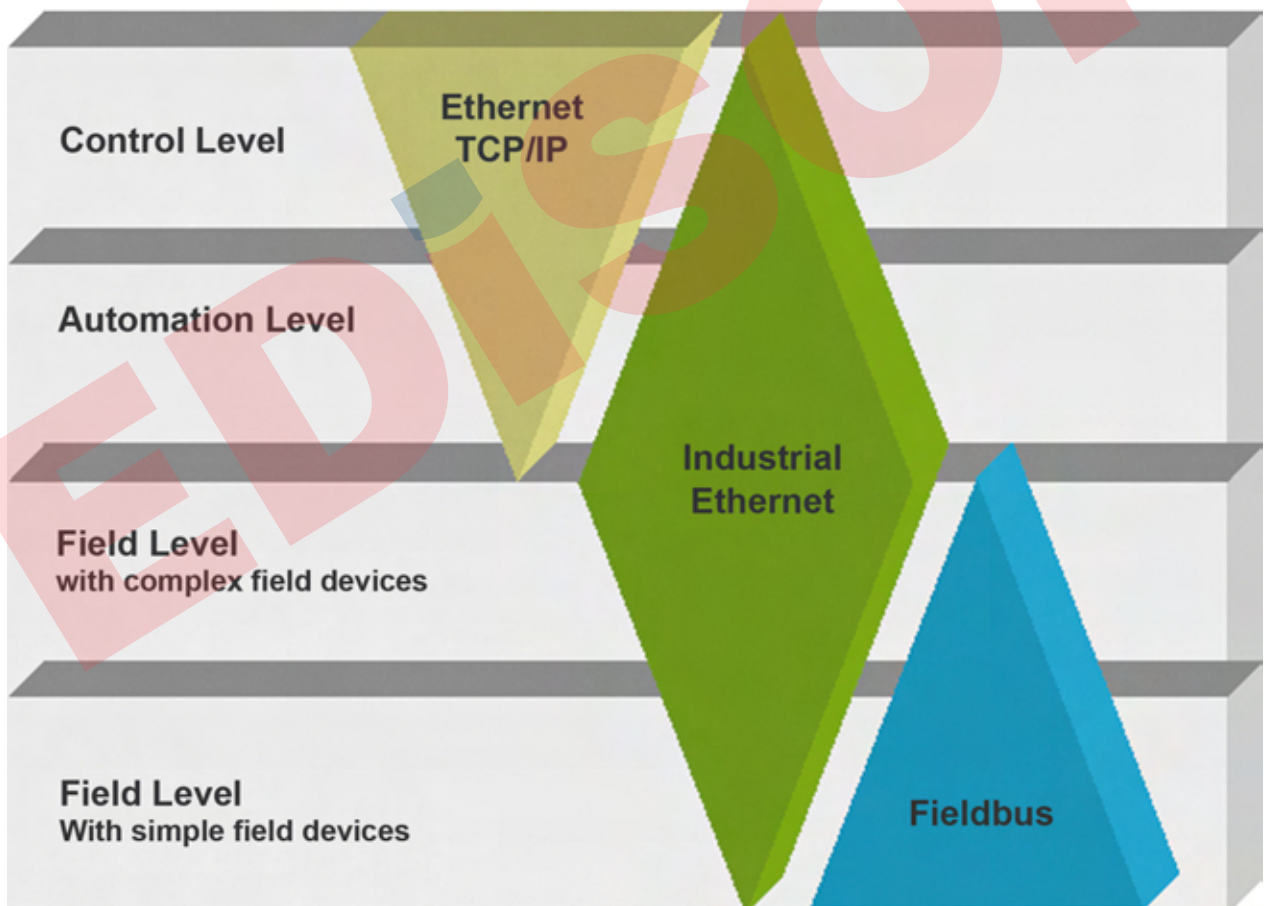 Control Level
Ethernet
TCP/IP
Automation Level
Industrial
Ethernet
Field Level
with complex field devices
Field Level
With simple field devices
Fieldbus
EDISO